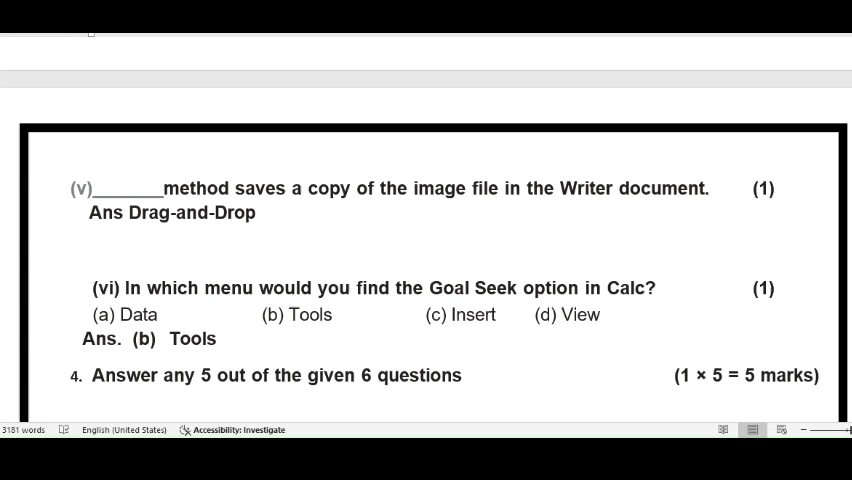 (v)_______method saves a copy of the image file in the Writer document. (1)
Ans Drag-and-Drop
(vi) In which menu would you find the Goal Seek option in Calc? (1)
(a) Data (b) Tools (c) Insert (d) View
Ans. (b) Tools
4. Answer any 5 out of the given 6 questions (1 × 5 = 5 marks)
3181 words English (United States) Accessibility: Investigate